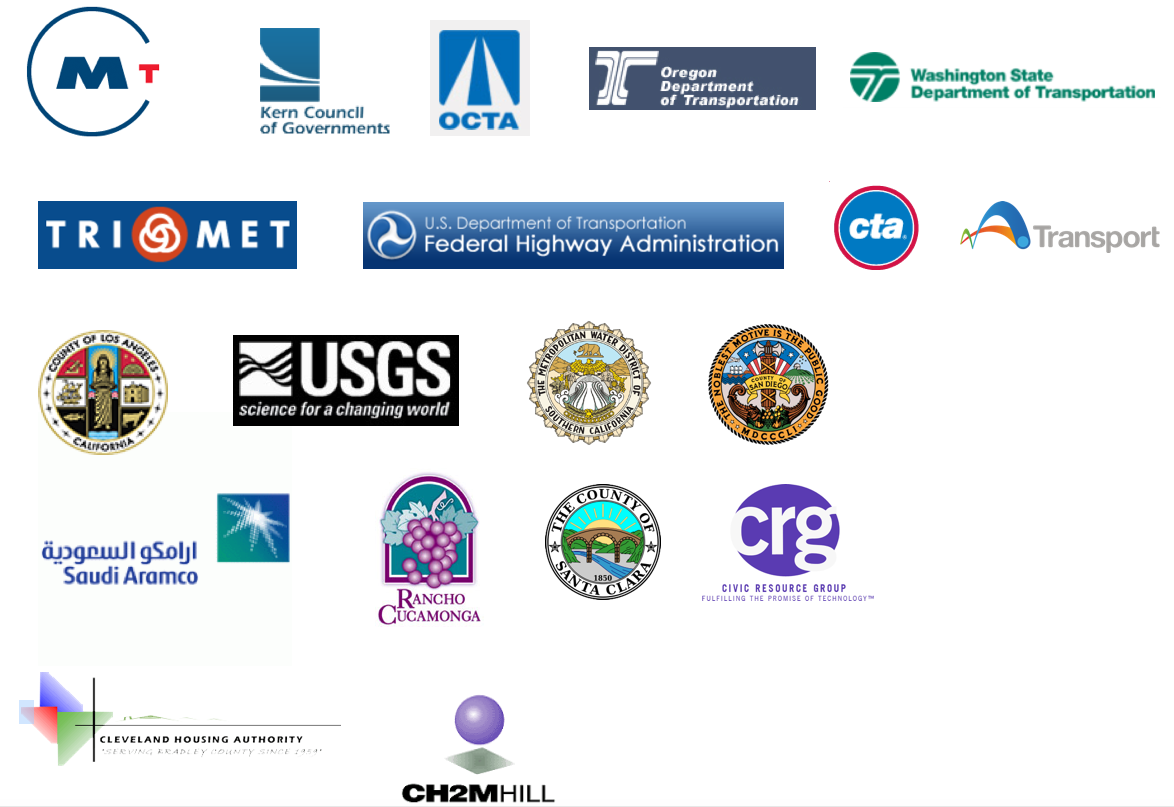 M T
Kern Council
of Governments
OCTA
Oregon
Department
of Transportation
Washington State
Department of Transportation
TRI MET
U.S. Department of Transportation
Federal Highway Administration
cta
Transport
COUNTY OF LOS ANGELES
CALIFORNIA
USGS
science for a changing world
THE METROPOLITAN WATER DISTRICT OF
SOUTHERN CALIFORNIA
THE NOBLEST MOTIVE IS THE PUBLIC GOOD
COUNTY OF
SAN DIEGO
MDCCCLI
ارامكو السعودية
Saudi Aramco
RANCHO
CUCAMONGA
THE COUNTY OF
SANTA CLARA
1850
crg
CIVIC RESOURCE GROUP
FULFILLING THE PROMISE OF TECHNOLOGY™
CLEVELAND HOUSING AUTHORITY
"SERVING BRADLEY COUNTY SINCE 1959"
CH2MHILL